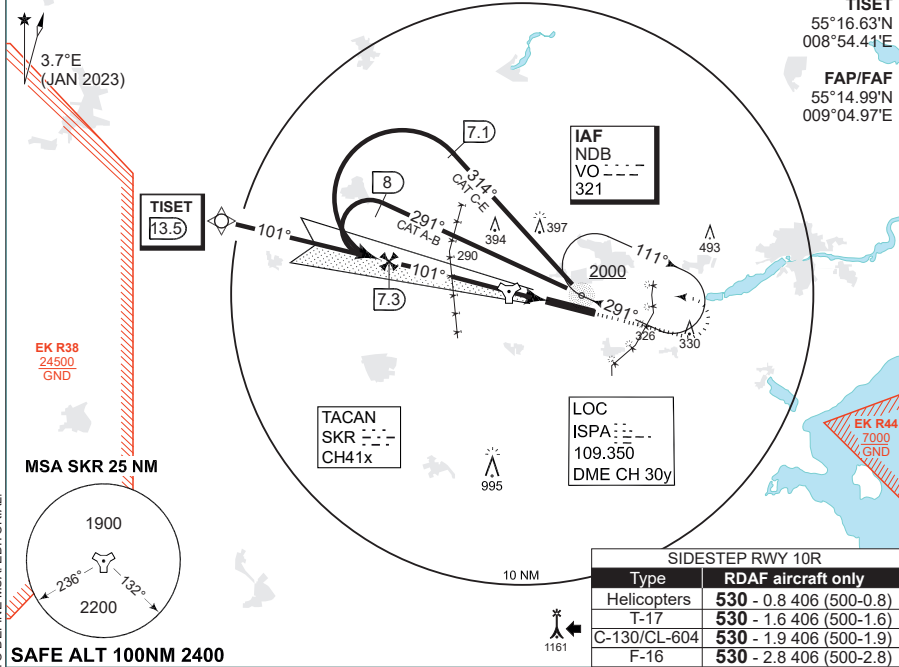 TISET
55°16.63'N
008°54.41'E
FAP/FAF
55°14.99'N
009°04.97'E
3.7°E
(JAN 2023)
7.1
IAF
NDB
VO
321
314°
CAT C-E
8
291°
CAT A-B
TISET
13.5
101°
394
397
493
290
111°
2000
101°
7.3
291°
326
330
EK R38
24500
GND
TACAN
SKR
CH41x
LOC
ISPA
109.350
DME CH 30y
EK R44
7000
GND
995
MSA SKR 25 NM
1900
236°
132°
2200
10 NM
1161
SAFE ALT 100NM 2400
SIDESTEP RWY 10R
Type RDAF aircraft only
Helicopters 530 - 0.8 406 (500-0.8)
T-17 530 - 1.6 406 (500-1.6)
C-130/CL-604 530 - 1.9 406 (500-1.9)
F-16 530 - 2.8 406 (500-2.8)